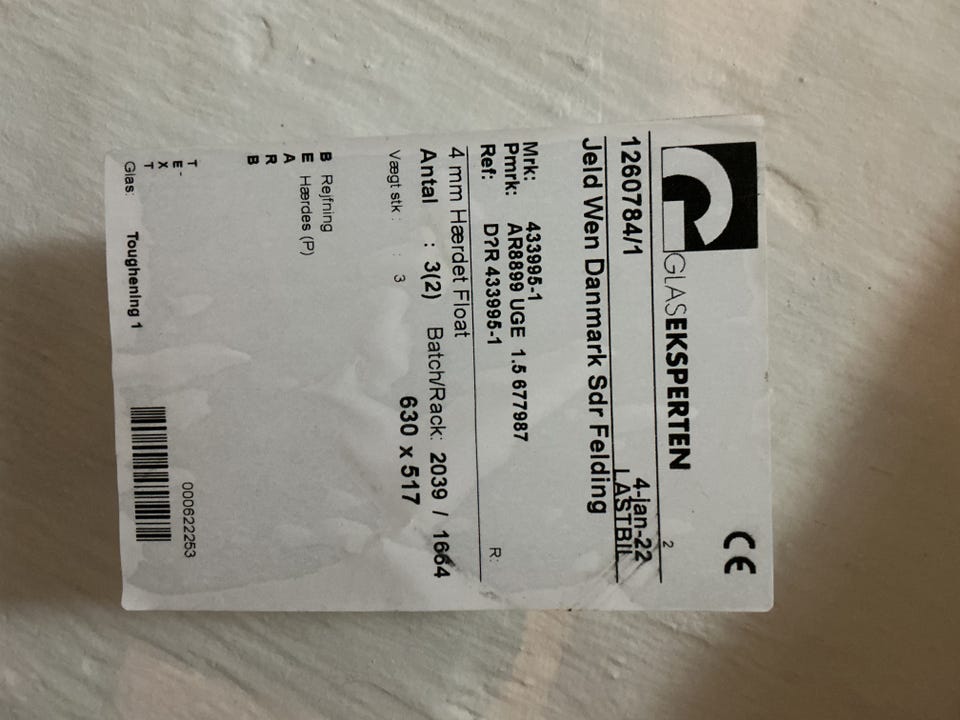 GLASEKSPERTEN
CE
2
1260784/1 4-jan-22
LASTBIL
Jeld Wen Danmark Sdr Felding
Mrk: 433995-1
Pmrk: AR8899 UGE 1.5 677987
Ref: D?R 433995-1 R:
4 mm Hærdet Float
Antal : 3(2) Batch/Rack: 2039 / 1664
Vægt stk : : 3 630 x 517
B Rejfning
E Hærdes (P)
A
R
B
T
E-
X
T
000622253
Glas: Toughening 1